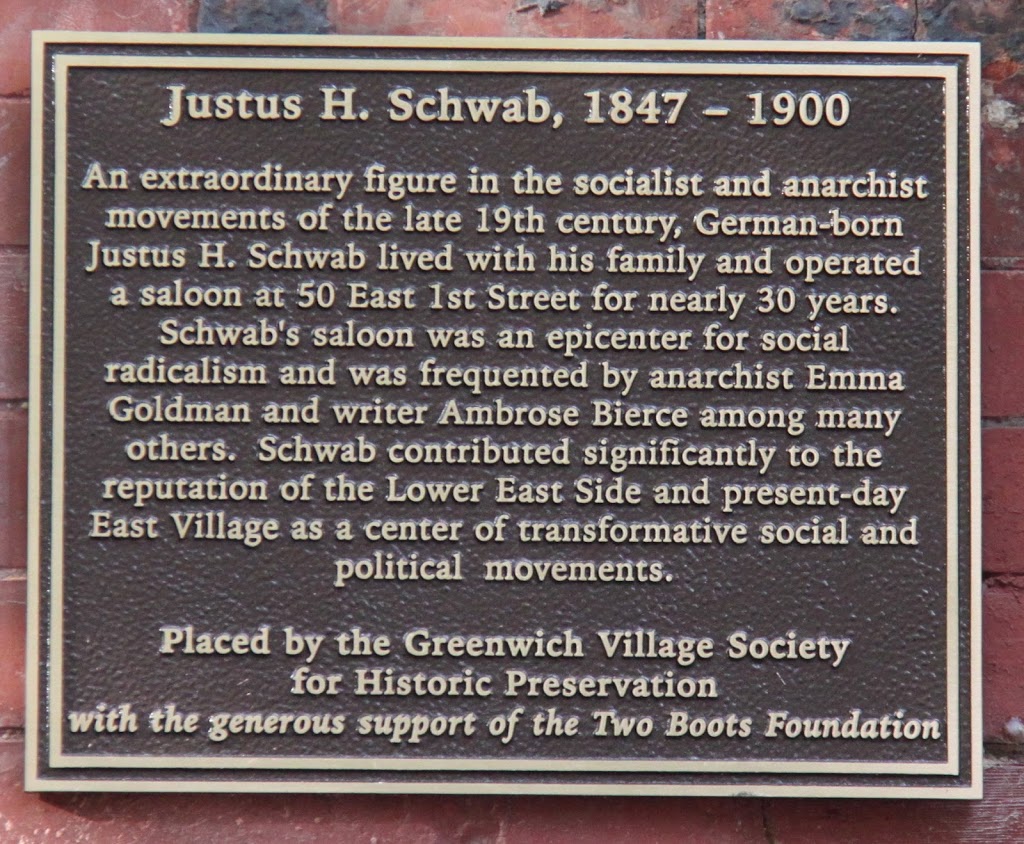 Justus H. Schwab, 1847 – 1900
An extraordinary figure in the socialist and anarchist
movements of the late 19th century, German-born
Justus H. Schwab lived with his family and operated
a saloon at 50 East 1st Street for nearly 30 years.
Schwab's saloon was an epicenter for social
radicalism and was frequented by anarchist Emma
Goldman and writer Ambrose Bierce among many
others. Schwab contributed significantly to the
reputation of the Lower East Side and present-day
East Village as a center of transformative social and
political movements.
Placed by the Greenwich Village Society
for Historic Preservation
with the generous support of the Two Boots Foundation